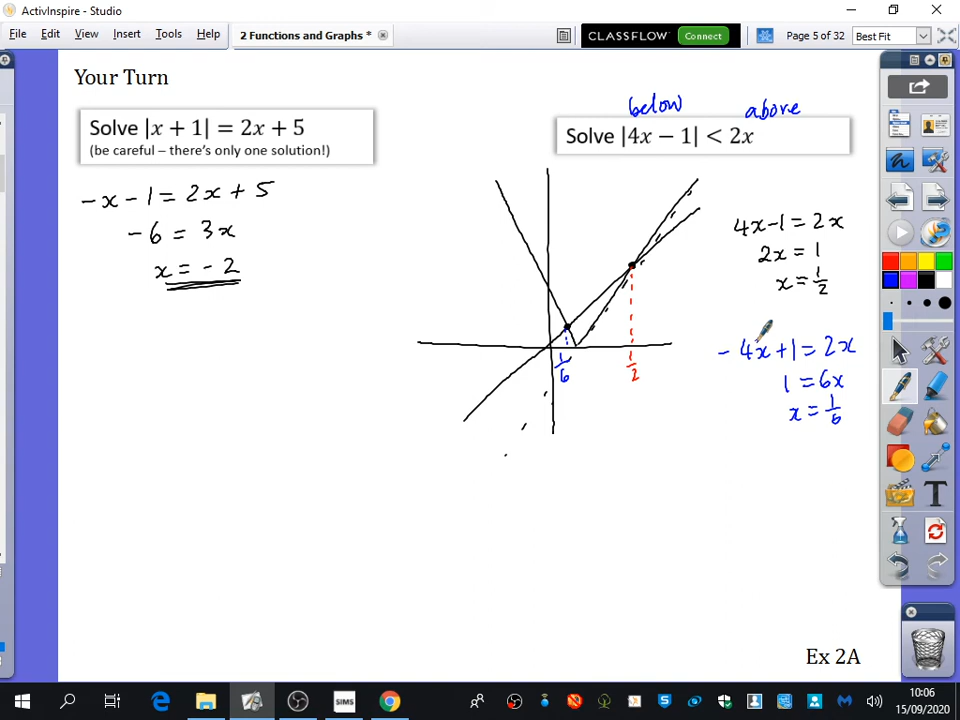 ActivInspire - Studio
File Edit View Insert Tools Help
2 Functions and Graphs *
CLASSFLOW Connect
Page 5 of 32
Best Fit
Your Turn
Solve |x + 1| = 2x + 5
(be careful – there's only one solution!)
-x - 1 = 2x + 5
-6 = 3x
x = -2
below above
Solve |4x − 1| < 2x
4x-1 = 2x
2x = 1
x = 1/2
-4x+1 = 2x
1 = 6x
x = 1/6
1/6
1/2
Ex 2A
SIMS
10:06
15/09/2020